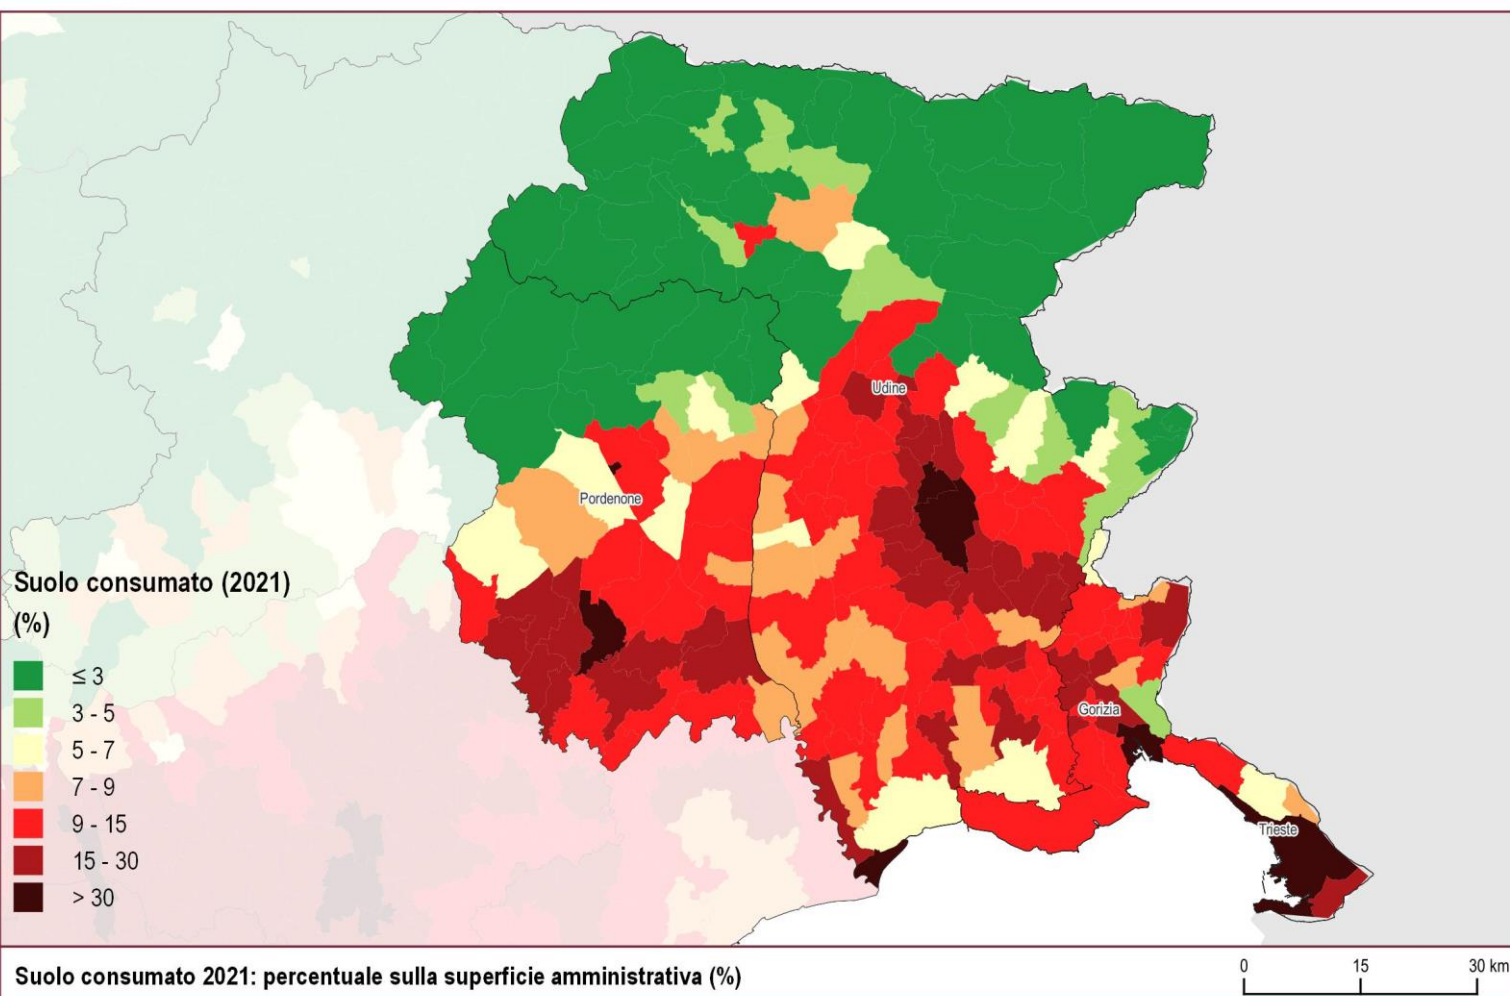 Udine
Pordenone
Suolo consumato (2021)
(%)
≤ 3
3 - 5
5 - 7
7 - 9
9 - 15
15 - 30
> 30
Gorizia
Trieste
Suolo consumato 2021: percentuale sulla superficie amministrativa (%)
0 15 30 km